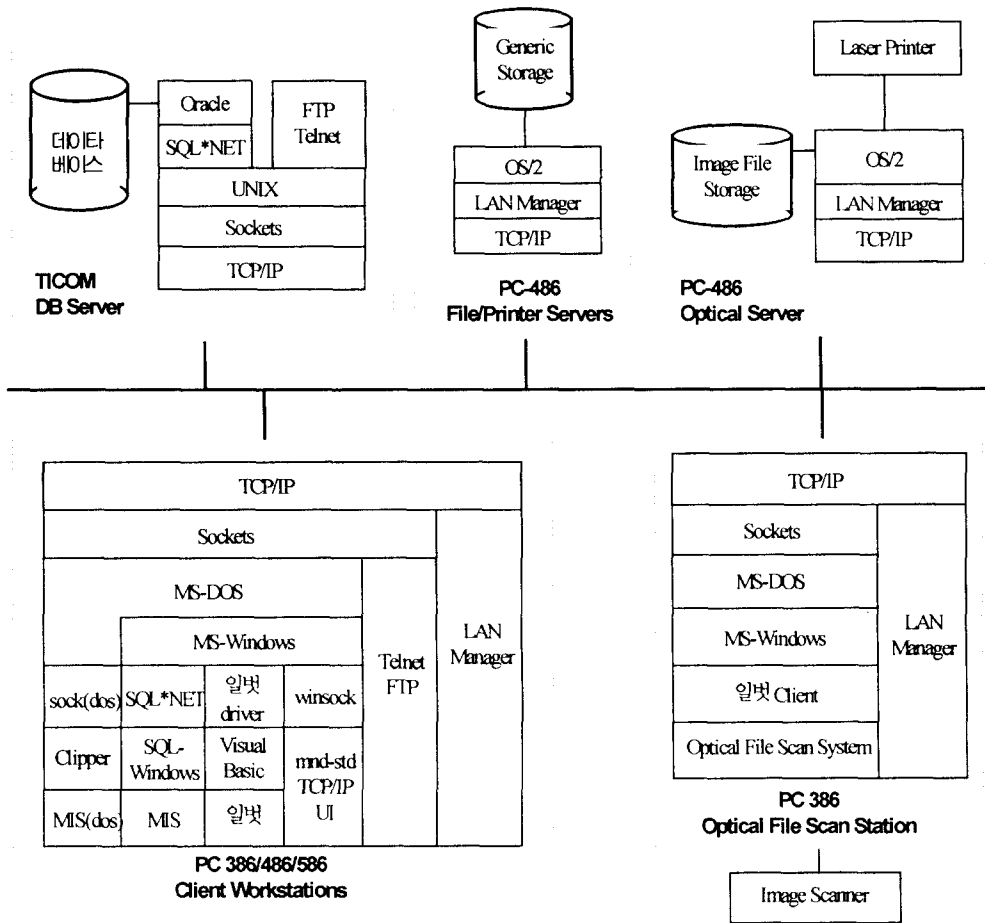 Generic
Storage
Laser Printer
데이타
베이스
Oracle
SQL*NET
FTP
Telnet
UNIX
Sockets
TCP/IP
TICOM
DB Server
OS/2
LAN Manager
TCP/IP
PC-486
File/Printer Servers
Image File
Storage
OS/2
LAN Manager
TCP/IP
PC-486
Optical Server
TCP/IP
Sockets
MS-DOS
MS-Windows
Telnet
FTP
LAN
Manager
sock(dos)
SQL*NET
일벗
driver
winsock
Clipper
SQL-
Windows
Visual
Basic
mnd-std
TCP/IP
UI
MIS(dos)
MIS
일벗
PC 386/486/586
Client Workstations
TCP/IP
Sockets
MS-DOS
MS-Windows
일벗 Client
Optical File Scan System
LAN
Manager
PC 386
Optical File Scan Station
Image Scanner